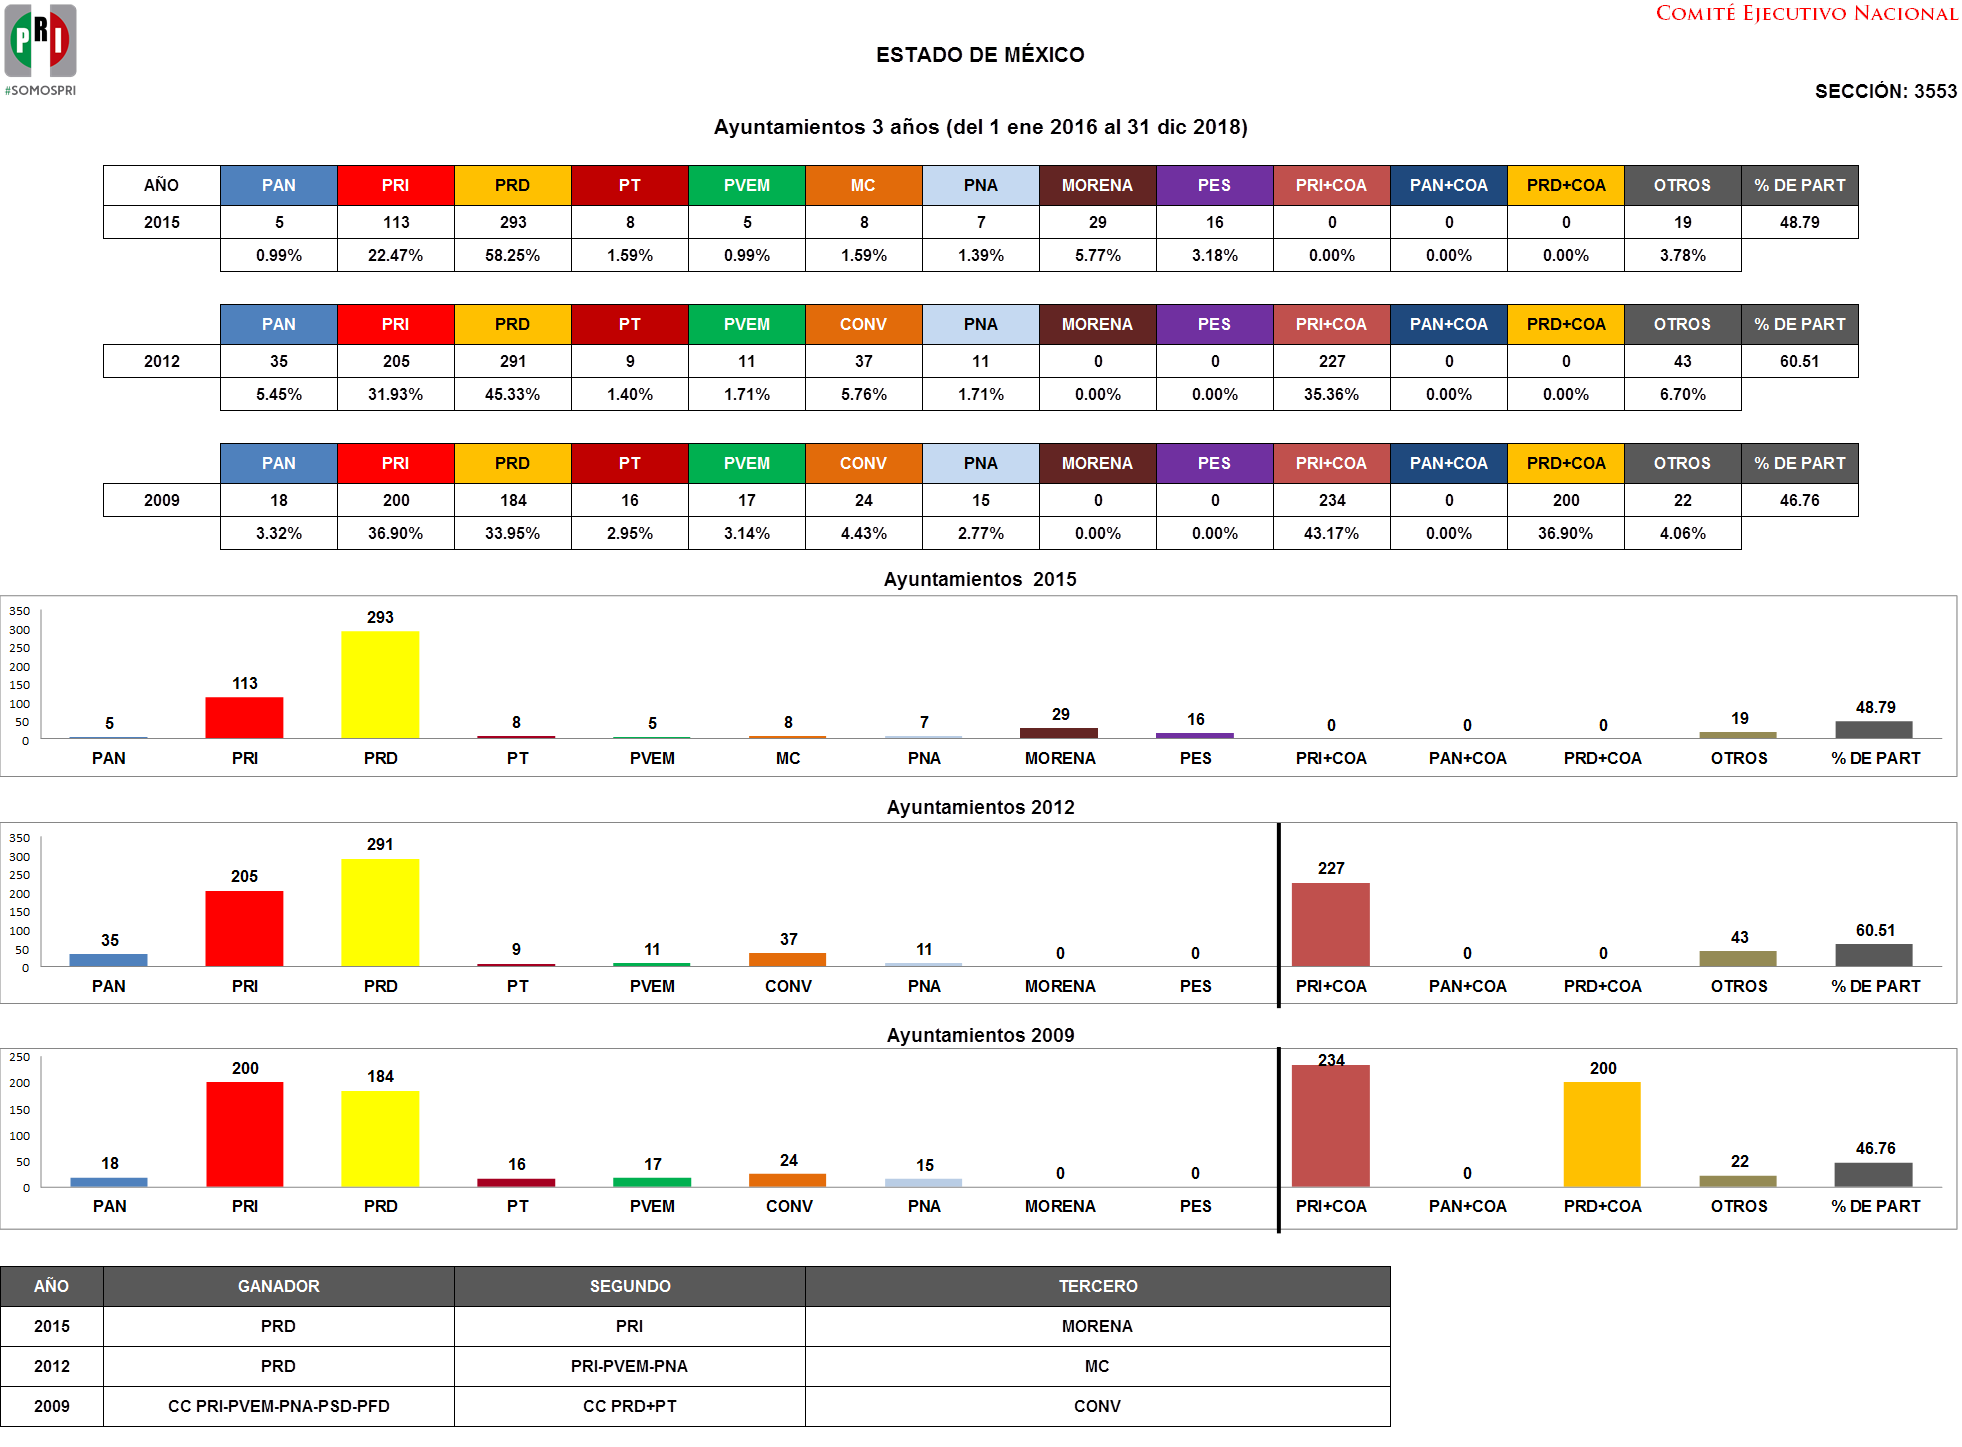 PRI
#SOMOSPRI
COMITÉ EJECUTIVO NACIONAL
ESTADO DE MÉXICO
SECCIÓN: 3553
Ayuntamientos 3 años (del 1 ene 2016 al 31 dic 2018)
AÑO PAN PRI PRD PT PVEM MC PNA MORENA PES PRI+COA PAN+COA PRD+COA OTROS % DE PART
2015 5 113 293 8 5 8 7 29 16 0 0 0 19 48.79
0.99% 22.47% 58.25% 1.59% 0.99% 1.59% 1.39% 5.77% 3.18% 0.00% 0.00% 0.00% 3.78%
PAN PRI PRD PT PVEM CONV PNA MORENA PES PRI+COA PAN+COA PRD+COA OTROS % DE PART
2012 35 205 291 9 11 37 11 0 0 227 0 0 43 60.51
5.45% 31.93% 45.33% 1.40% 1.71% 5.76% 1.71% 0.00% 0.00% 35.36% 0.00% 0.00% 6.70%
PAN PRI PRD PT PVEM CONV PNA MORENA PES PRI+COA PAN+COA PRD+COA OTROS % DE PART
2009 18 200 184 16 17 24 15 0 0 234 0 200 22 46.76
3.32% 36.90% 33.95% 2.95% 3.14% 4.43% 2.77% 0.00% 0.00% 43.17% 0.00% 36.90% 4.06%
Ayuntamientos 2015
350
300
250
200
150
100
50
0
5 113 293 8 5 8 7 29 16 0 0 0 19 48.79
PAN PRI PRD PT PVEM MC PNA MORENA PES PRI+COA PAN+COA PRD+COA OTROS % DE PART
Ayuntamientos 2012
350
300
250
200
150
100
50
0
35 205 291 9 11 37 11 0 0 227 0 0 43 60.51
PAN PRI PRD PT PVEM CONV PNA MORENA PES PRI+COA PAN+COA PRD+COA OTROS % DE PART
Ayuntamientos 2009
250
200
150
100
50
0
18 200 184 16 17 24 15 0 0 234 0 200 22 46.76
PAN PRI PRD PT PVEM CONV PNA MORENA PES PRI+COA PAN+COA PRD+COA OTROS % DE PART
AÑO GANADOR SEGUNDO TERCERO
2015 PRD PRI MORENA
2012 PRD PRI-PVEM-PNA MC
2009 CC PRI-PVEM-PNA-PSD-PFD CC PRD+PT CONV